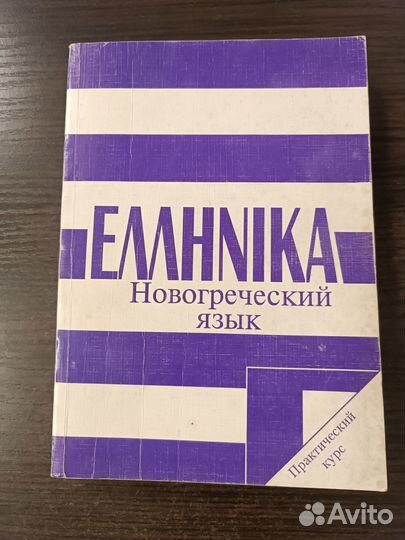 ΕΛΛΗΝΙΚΑ
Новогреческий
язык
Практический
курс
Avito